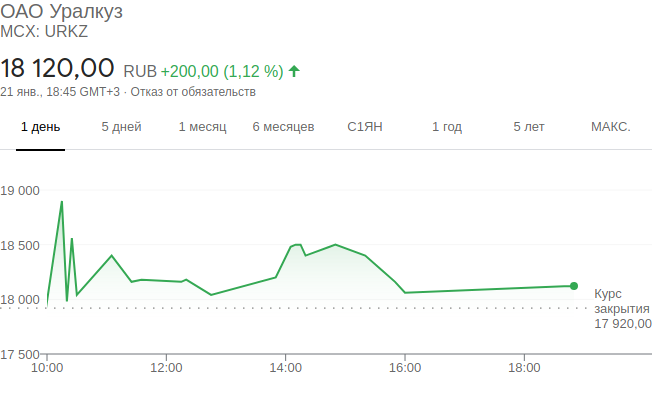 ОАО Уралкуз
MCX: URKZ
18 120,00 RUB +200,00 (1,12 %)
21 янв., 18:45 GMT+3 · Отказ от обязательств
1 день 5 дней 1 месяц 6 месяцев С1ЯН 1 год 5 лет МАКС.
19 000
18 500
18 000
17 500
Курс
закрытия
17 920,00
10:00 12:00 14:00 16:00 18:00